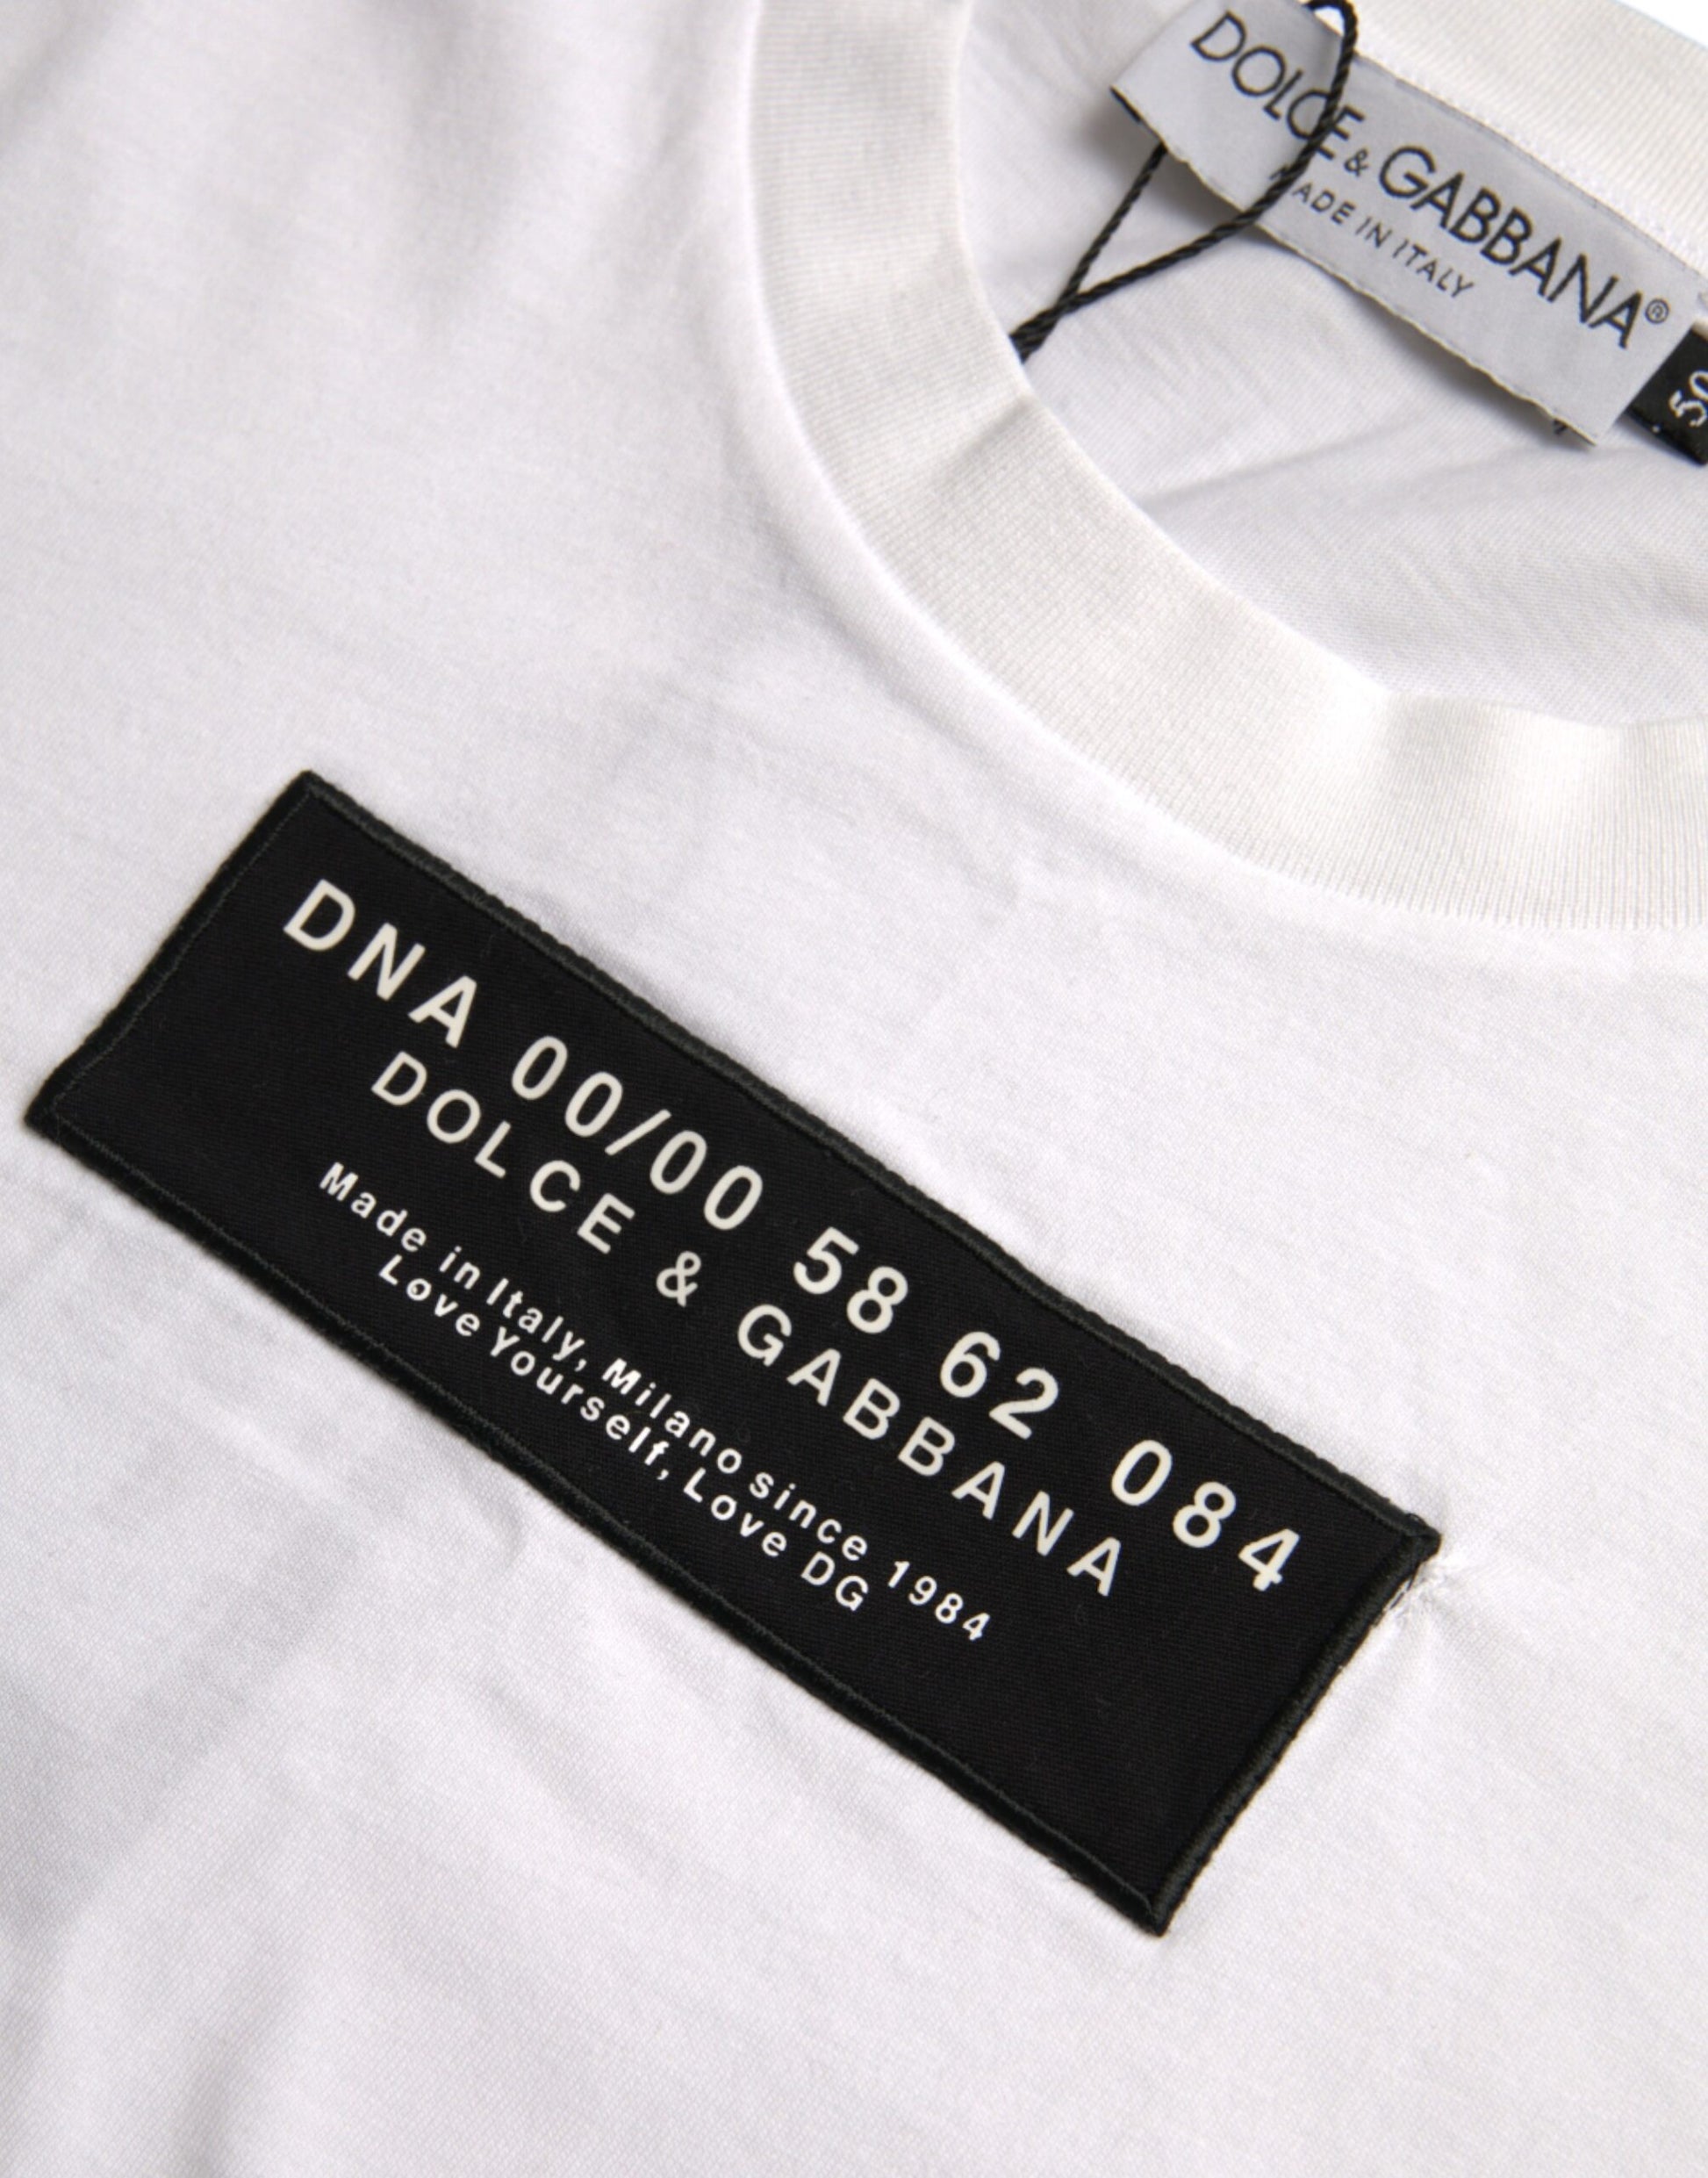 DOLCE & GABBANA®
MADE IN ITALY
50
DNA 00/00 58 62 084
DOLCE & GABBANA
Made in Italy, Milano since 1984
Love Yourself, Love DG